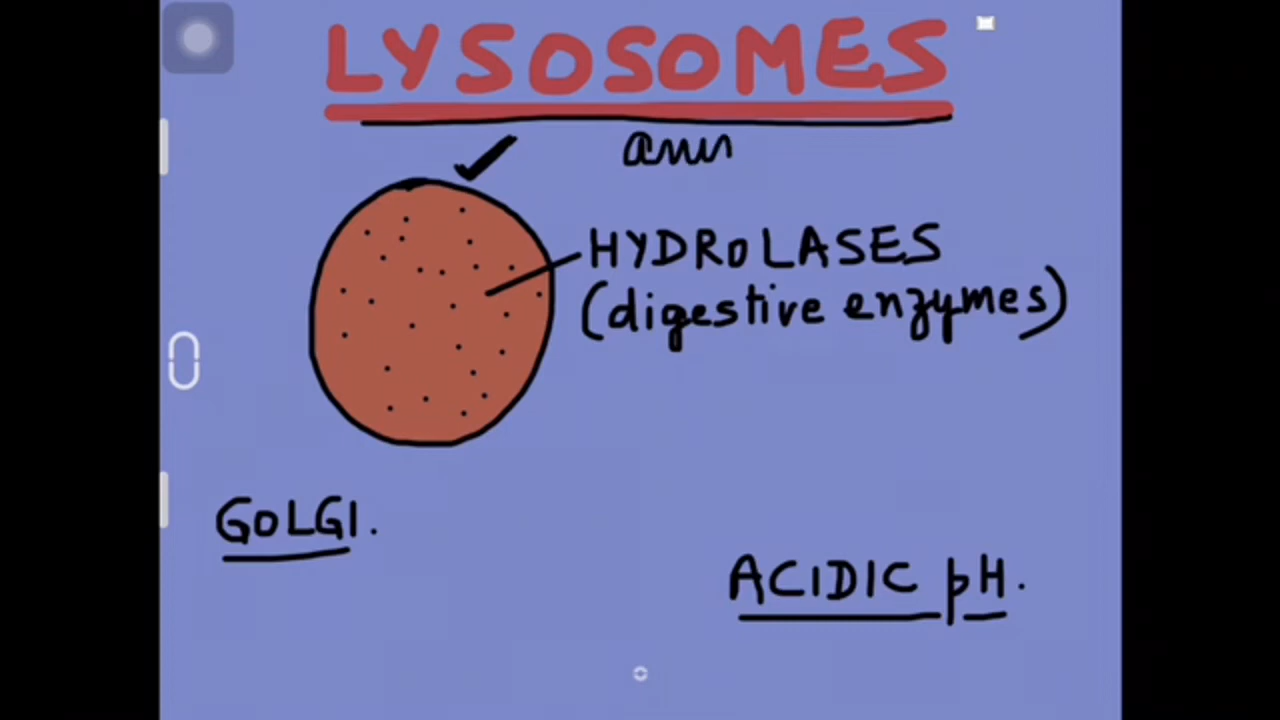 LYSOSOMES
HYDROLASES
(digestive enzymes)
GOLGI.
ACIDIC pH.